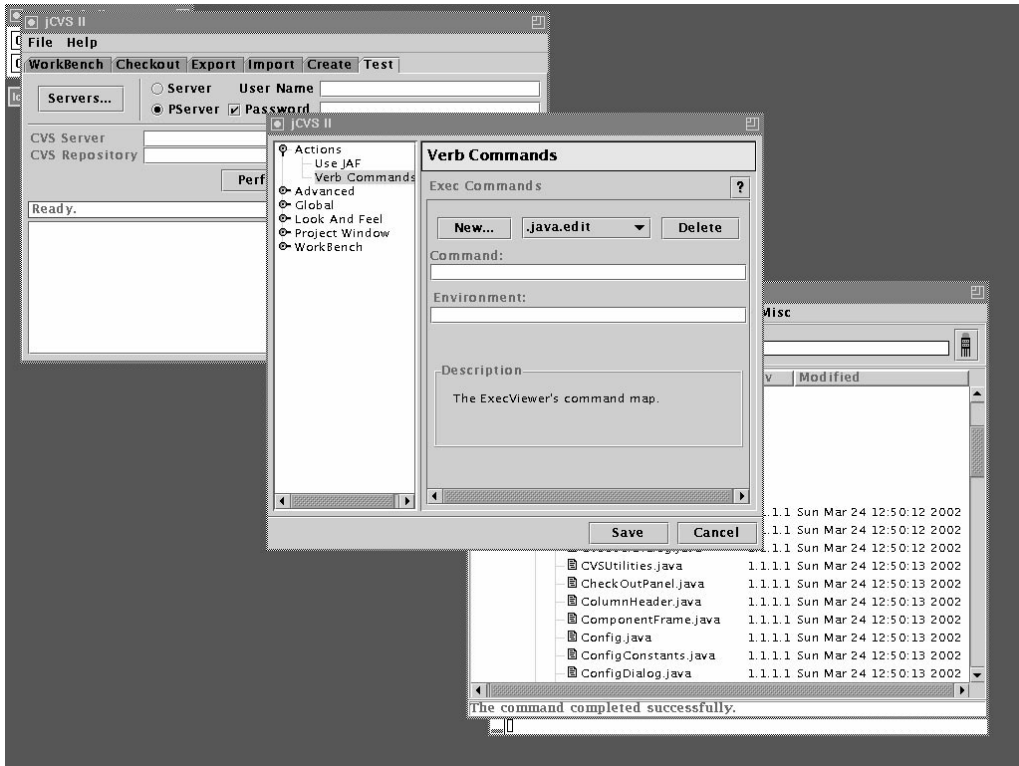 jCVS II
File Help
WorkBench Checkout Export Import Create Test
Servers...
Server User Name
PServer Password
CVS Server
CVS Repository
Perf
Ready.
jCVS II
Actions
Use JAF
Verb Commands
Advanced
Global
Look And Feel
Project Window
WorkBench
Verb Commands
Exec Commands
?
New... .java.edit Delete
Command:
Environment:
Description
The ExecViewer's command map.
Save Cancel
Misc
v Modified
.1.1.1 Sun Mar 24 12:50:12 2002
.1.1.1 Sun Mar 24 12:50:12 2002
1.1.1.1 Sun Mar 24 12:50:12 2002
CVSUtilities.java 1.1.1.1 Sun Mar 24 12:50:13 2002
CheckOutPanel.java 1.1.1.1 Sun Mar 24 12:50:13 2002
ColumnHeader.java 1.1.1.1 Sun Mar 24 12:50:13 2002
ComponentFrame.java 1.1.1.1 Sun Mar 24 12:50:13 2002
Config.java 1.1.1.1 Sun Mar 24 12:50:13 2002
ConfigConstants.java 1.1.1.1 Sun Mar 24 12:50:13 2002
ConfigDialog.java 1.1.1.1 Sun Mar 24 12:50:13 2002
The command completed successfully.